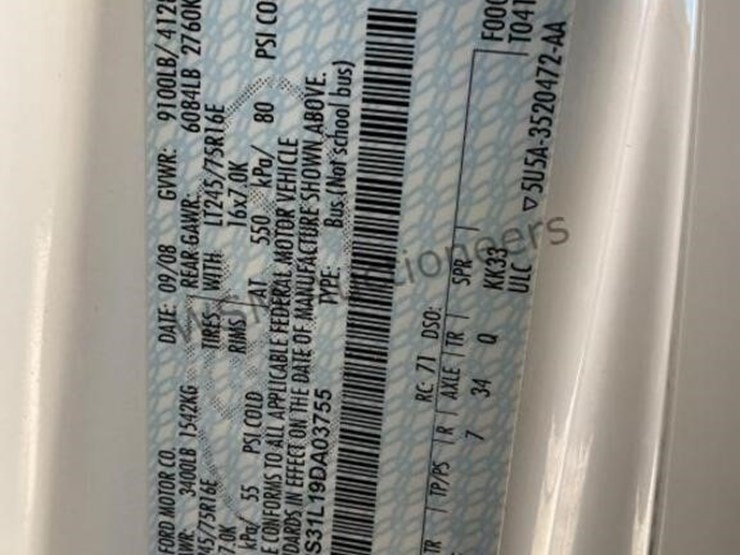 FORD MOTOR CO. DATE: 09/08 GVWR: 9100LB/ 412
WR: 3400LB 1542KG REAR GAWR: 6084LB 2760K
45/75R16E TIRES WITH LT245/75R16E
7.0K RIMS 16x7.0K
kPa/ 55 PSI COLD AT 550 kPa/ 80 PSI CO
E CONFORMS TO ALL APPLICABLE FEDERAL MOTOR VEHICLE
DARDS IN EFFECT ON THE DATE OF MANUFACTURE SHOWN ABOVE.
S31L19DA03755 TYPE: Bus (Not school bus)
RC: 71 DSO:
TR TP/PS R AXLE TR SPR F000
7 34 Q KK33 T041
ULC
▽5U5A-3520472-AA